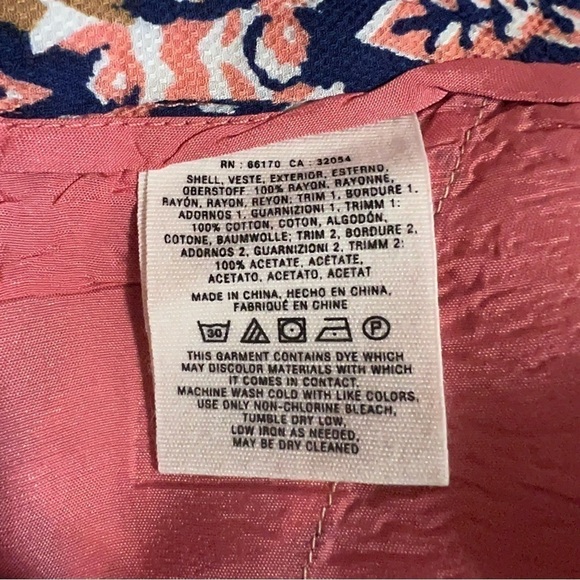 RN : 66170 CA : 32054
SHELL, VESTE, EXTERIOR, ESTERNO,
OBERSTOFF: 100% RAYON, RAYONNE,
RAYÓN, RAYON, REYON; TRIM 1, BORDURE 1,
ADORNOS 1, GUARNIZIONI 1, TRIMM 1:
100% COTTON, COTON, ALGODÓN,
COTONE, BAUMWOLLE; TRIM 2, BORDURE 2,
ADORNOS 2, GUARNIZIONI 2, TRIMM 2:
100% ACETATE, ACÉTATE,
ACETATO, ACETATO, ACETAT
MADE IN CHINA, HECHO EN CHINA,
FABRIQUÉ EN CHINE
30 P
THIS GARMENT CONTAINS DYE WHICH
MAY DISCOLOR MATERIALS WITH WHICH
IT COMES IN CONTACT.
MACHINE WASH COLD WITH LIKE COLORS,
USE ONLY NON-CHLORINE BLEACH,
TUMBLE DRY LOW,
LOW IRON AS NEEDED,
MAY BE DRY CLEANED